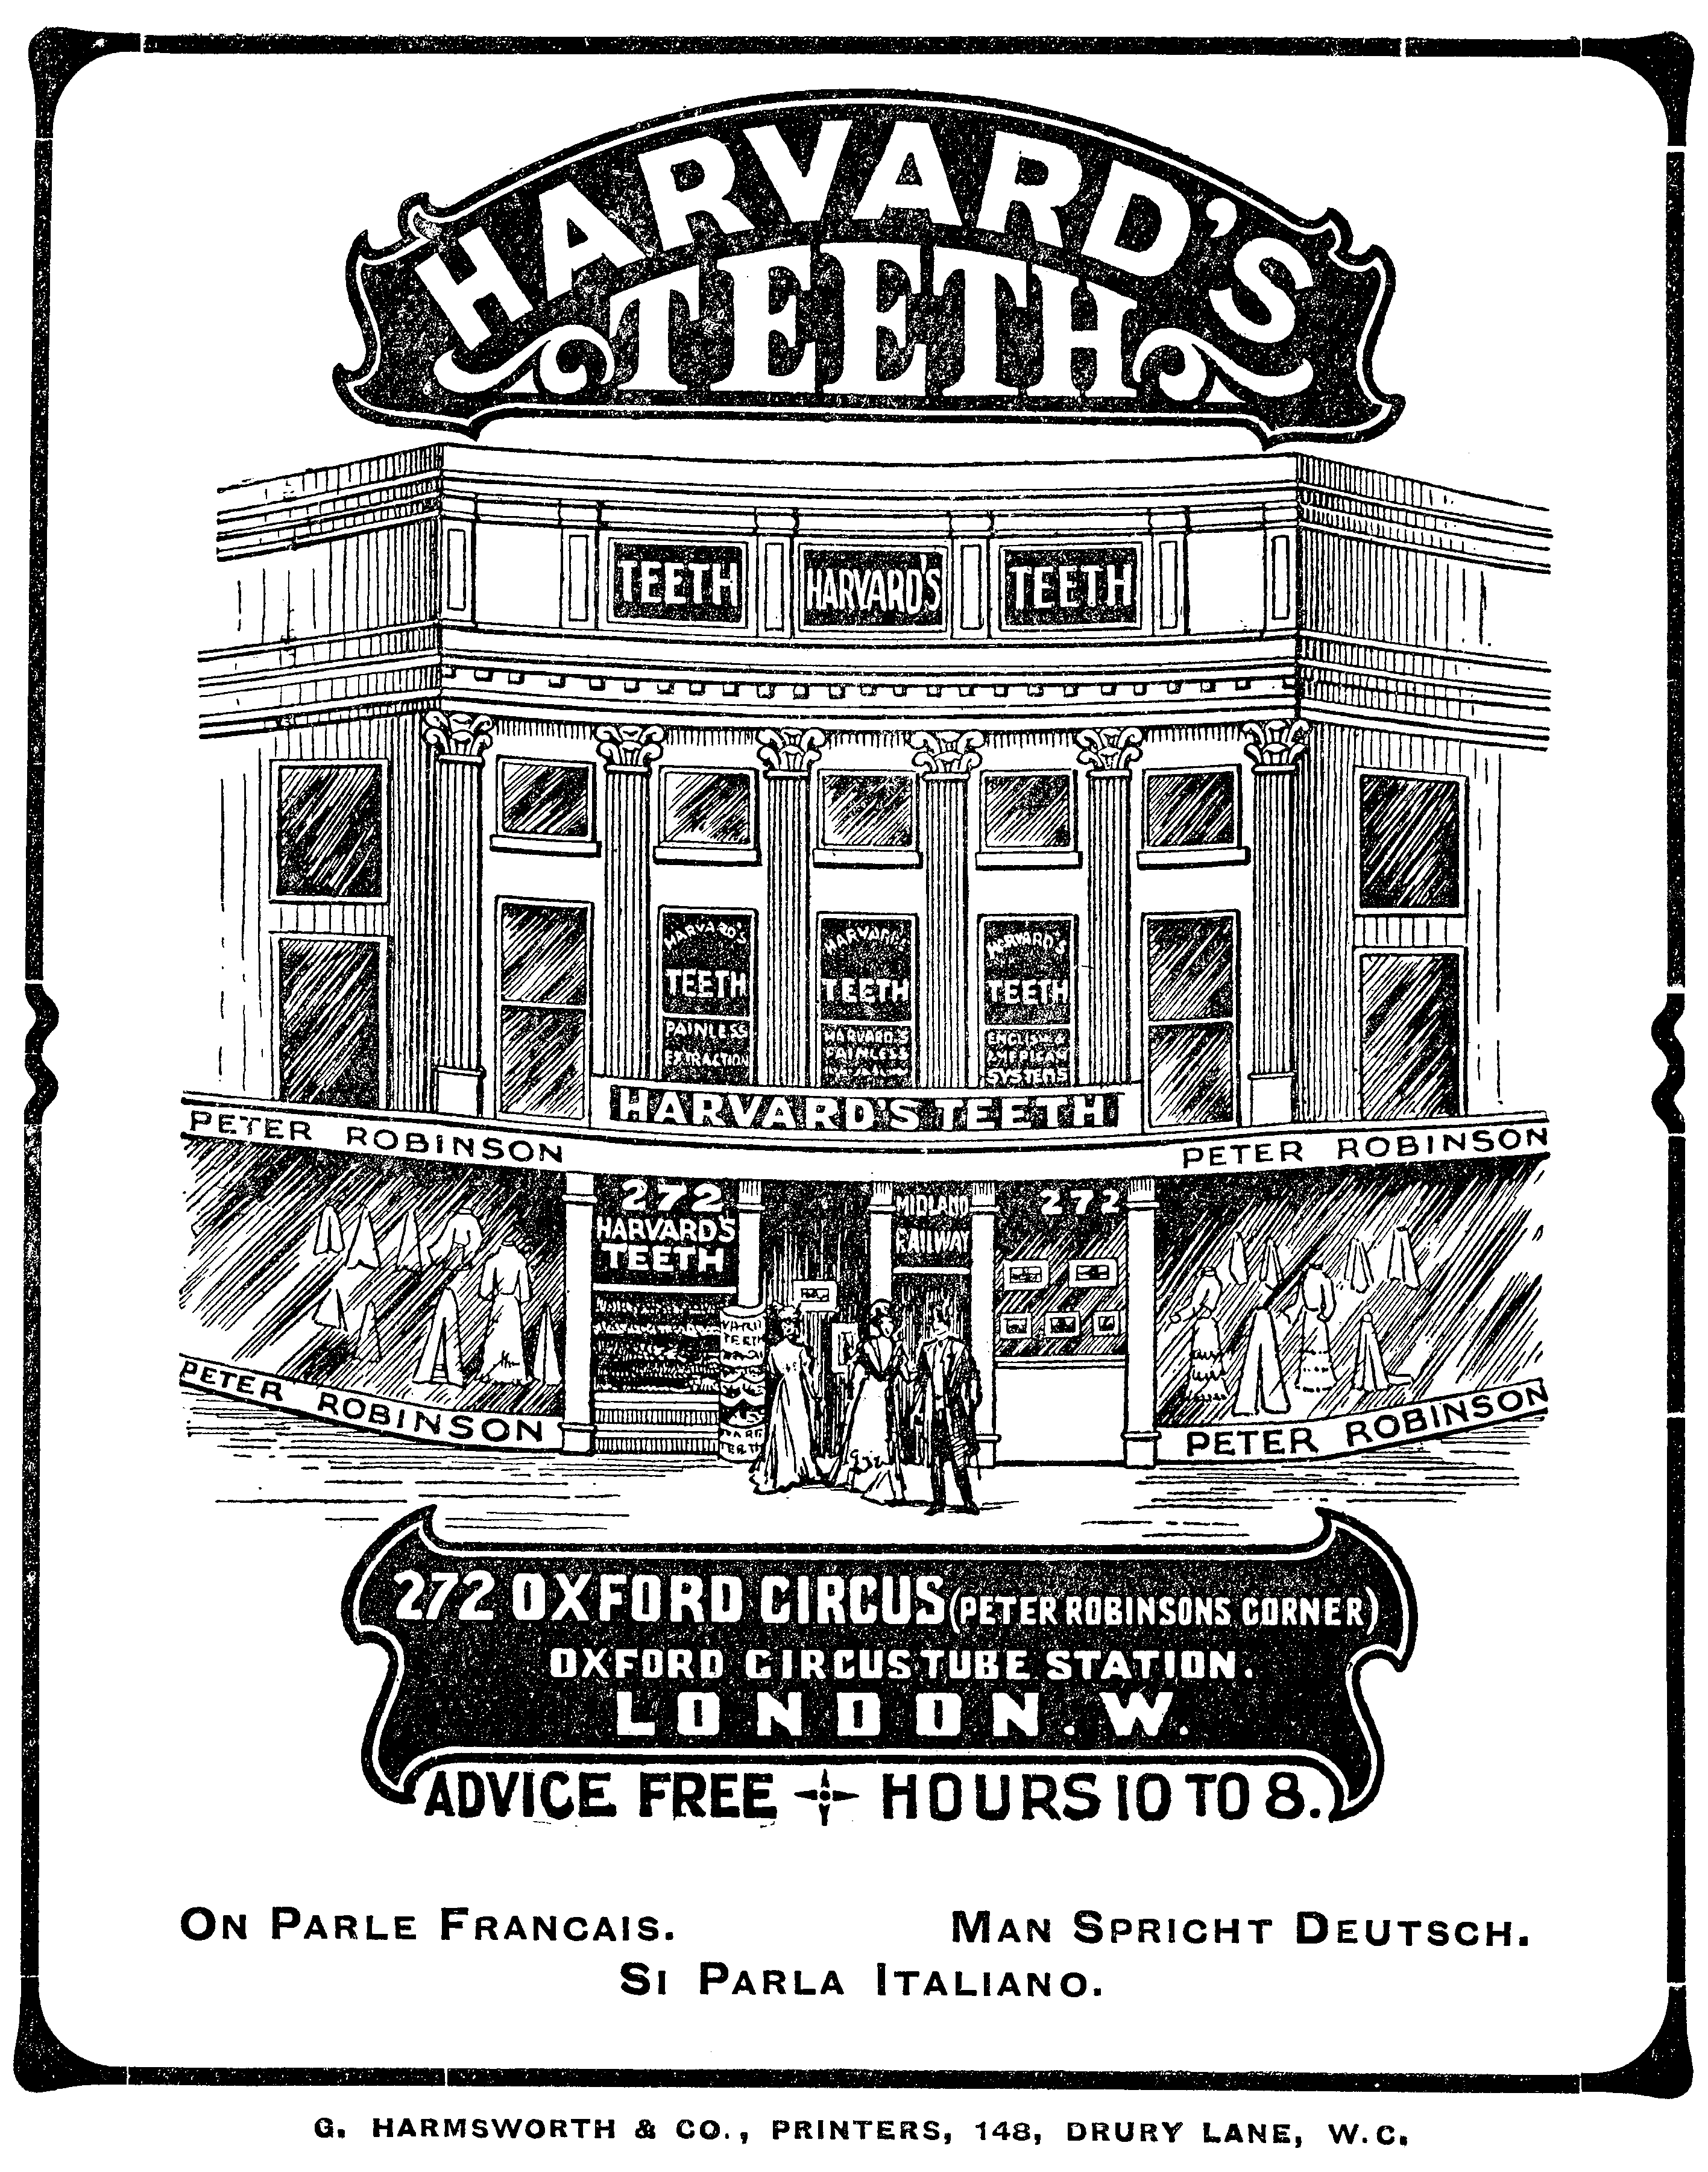 HARVARD'S
TEETH
TEETH
HARVARD'S
TEETH
HARVARD'S
TEETH
PAINLESS
EXTRACTION
HARVARD'S
TEETH
HARVARD'S
PAINLESS
HARVARD'S
TEETH
ENGLISH &
AMERICAN
SYSTEMS
HARVARD'S TEETH
PETER ROBINSON
PETER ROBINSON
272
HARVARD'S
TEETH
MIDLAND
RAILWAY
272
PETER ROBINSON
PETER ROBINSON
272 OXFORD CIRCUS (PETER ROBINSONS CORNER)
OXFORD CIRCUS TUBE STATION.
LONDON. W.
ADVICE FREE HOURS 10 TO 8.
ON PARLE FRANCAIS. MAN SPRICHT DEUTSCH.
SI PARLA ITALIANO.
G. HARMSWORTH & CO., PRINTERS, 148, DRURY LANE, W.C.